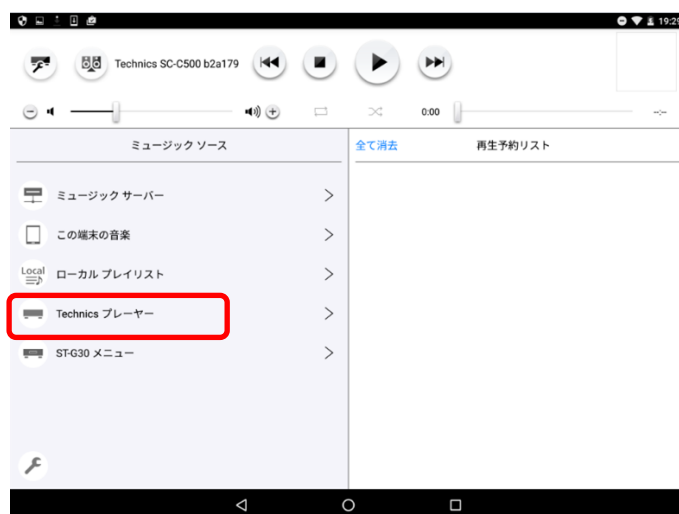 19:29
Technics SC-C500 b2a179
0:00
--:--
ミュージック ソース
全て消去
再生予約リスト
ミュージック サーバー
この端末の音楽
Local
ローカル プレイリスト
Technics プレーヤー
ST-G30 メニュー